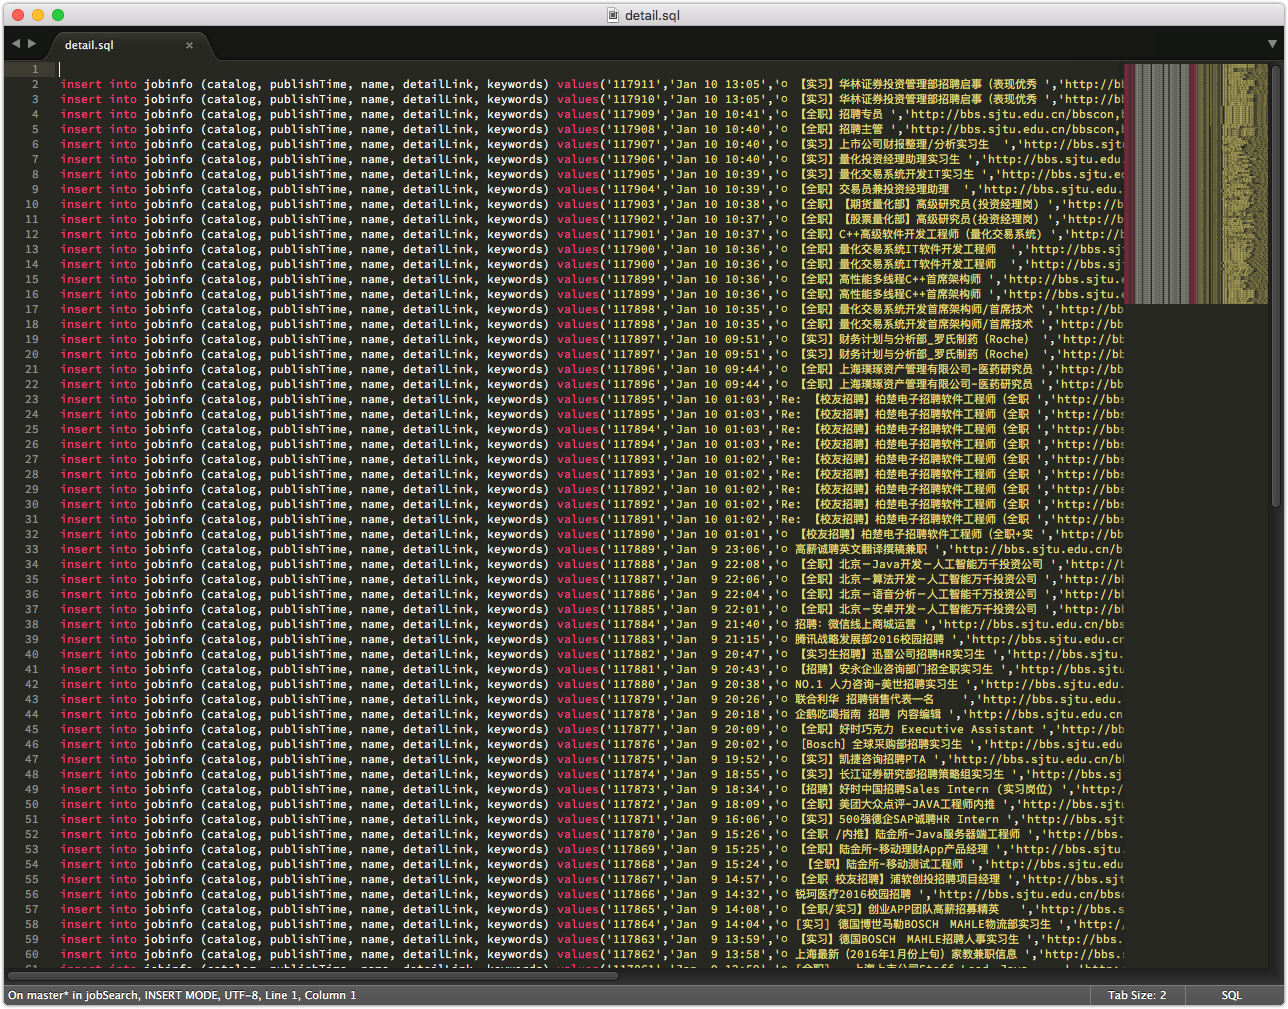 detail.sql
detail.sql
1
2 insert into jobinfo (catalog, publishTime, name, detailLink, keywords) values('117911','Jan 10 13:05','○ 【实习】华林证券投资管理部招聘启事（表现优秀 ','http://bb
3 insert into jobinfo (catalog, publishTime, name, detailLink, keywords) values('117910','Jan 10 13:05','○ 【实习】华林证券投资管理部招聘启事（表现优秀 ','http://bb
4 insert into jobinfo (catalog, publishTime, name, detailLink, keywords) values('117909','Jan 10 10:41','○ 【全职】招聘专员 ','http://bbs.sjtu.edu.cn/bbscon,b
5 insert into jobinfo (catalog, publishTime, name, detailLink, keywords) values('117908','Jan 10 10:40','○ 【全职】招聘主管 ','http://bbs.sjtu.edu.cn/bbscon,b
6 insert into jobinfo (catalog, publishTime, name, detailLink, keywords) values('117907','Jan 10 10:40','○ 【实习】上市公司财报整理/分析实习生  ','http://bbs.sjt
7 insert into jobinfo (catalog, publishTime, name, detailLink, keywords) values('117906','Jan 10 10:40','○ 【实习】量化投资经理助理实习生 ','http://bbs.sjtu.edu.
8 insert into jobinfo (catalog, publishTime, name, detailLink, keywords) values('117905','Jan 10 10:39','○ 【实习】量化交易系统开发IT实习生 ','http://bbs.sjtu.ed
9 insert into jobinfo (catalog, publishTime, name, detailLink, keywords) values('117904','Jan 10 10:39','○ 【全职】交易员兼投资经理助理  ','http://bbs.sjtu.edu.
10 insert into jobinfo (catalog, publishTime, name, detailLink, keywords) values('117903','Jan 10 10:38','○ 【全职】【期货量化部】高级研究员(投资经理岗) ','http://b
11 insert into jobinfo (catalog, publishTime, name, detailLink, keywords) values('117902','Jan 10 10:37','○ 【全职】【股票量化部】高级研究员(投资经理岗) ','http://b
12 insert into jobinfo (catalog, publishTime, name, detailLink, keywords) values('117901','Jan 10 10:37','○ 【全职】C++高级软件开发工程师（量化交易系统) ','http://b
13 insert into jobinfo (catalog, publishTime, name, detailLink, keywords) values('117900','Jan 10 10:36','○ 【全职】量化交易系统IT软件开发工程师  ','http://bbs.sj
14 insert into jobinfo (catalog, publishTime, name, detailLink, keywords) values('117900','Jan 10 10:36','○ 【全职】量化交易系统IT软件开发工程师  ','http://bbs.sj
15 insert into jobinfo (catalog, publishTime, name, detailLink, keywords) values('117899','Jan 10 10:36','○ 【全职】高性能多线程C++首席架构师 ','http://bbs.sjtu.e
16 insert into jobinfo (catalog, publishTime, name, detailLink, keywords) values('117899','Jan 10 10:36','○ 【全职】高性能多线程C++首席架构师 ','http://bbs.sjtu.e
17 insert into jobinfo (catalog, publishTime, name, detailLink, keywords) values('117898','Jan 10 10:35','○ 【全职】量化交易系统开发首席架构师/首席技术 ','http://bb
18 insert into jobinfo (catalog, publishTime, name, detailLink, keywords) values('117898','Jan 10 10:35','○ 【全职】量化交易系统开发首席架构师/首席技术 ','http://bb
19 insert into jobinfo (catalog, publishTime, name, detailLink, keywords) values('117897','Jan 10 09:51','○ 【实习】财务计划与分析部_罗氏制药（Roche） ','http://bb
20 insert into jobinfo (catalog, publishTime, name, detailLink, keywords) values('117897','Jan 10 09:51','○ 【实习】财务计划与分析部_罗氏制药（Roche） ','http://bb
21 insert into jobinfo (catalog, publishTime, name, detailLink, keywords) values('117896','Jan 10 09:44','○ 【全职】上海璞琢资产管理有限公司-医药研究员 ','http://bb
22 insert into jobinfo (catalog, publishTime, name, detailLink, keywords) values('117896','Jan 10 09:44','○ 【全职】上海璞琢资产管理有限公司-医药研究员 ','http://bb
23 insert into jobinfo (catalog, publishTime, name, detailLink, keywords) values('117895','Jan 10 01:03','Re: 【校友招聘】柏楚电子招聘软件工程师（全职 ','http://bbs
24 insert into jobinfo (catalog, publishTime, name, detailLink, keywords) values('117895','Jan 10 01:03','Re: 【校友招聘】柏楚电子招聘软件工程师（全职 ','http://bbs
25 insert into jobinfo (catalog, publishTime, name, detailLink, keywords) values('117894','Jan 10 01:03','Re: 【校友招聘】柏楚电子招聘软件工程师（全职 ','http://bbs
26 insert into jobinfo (catalog, publishTime, name, detailLink, keywords) values('117894','Jan 10 01:03','Re: 【校友招聘】柏楚电子招聘软件工程师（全职 ','http://bbs
27 insert into jobinfo (catalog, publishTime, name, detailLink, keywords) values('117893','Jan 10 01:02','Re: 【校友招聘】柏楚电子招聘软件工程师（全职 ','http://bbs
28 insert into jobinfo (catalog, publishTime, name, detailLink, keywords) values('117893','Jan 10 01:02','Re: 【校友招聘】柏楚电子招聘软件工程师（全职 ','http://bbs
29 insert into jobinfo (catalog, publishTime, name, detailLink, keywords) values('117892','Jan 10 01:02','Re: 【校友招聘】柏楚电子招聘软件工程师（全职 ','http://bbs
30 insert into jobinfo (catalog, publishTime, name, detailLink, keywords) values('117892','Jan 10 01:02','Re: 【校友招聘】柏楚电子招聘软件工程师（全职 ','http://bbs
31 insert into jobinfo (catalog, publishTime, name, detailLink, keywords) values('117891','Jan 10 01:02','Re: 【校友招聘】柏楚电子招聘软件工程师（全职 ','http://bbs
32 insert into jobinfo (catalog, publishTime, name, detailLink, keywords) values('117890','Jan 10 01:01','○ 【校友招聘】柏楚电子招聘软件工程师（全职+实 ','http://bb
33 insert into jobinfo (catalog, publishTime, name, detailLink, keywords) values('117889','Jan  9 23:06','○ 高薪诚聘英文翻译撰稿兼职 ','http://bbs.sjtu.edu.cn/b
34 insert into jobinfo (catalog, publishTime, name, detailLink, keywords) values('117888','Jan  9 22:08','○ 【全职】北京－Java开发－人工智能万千投资公司 ','http://b
35 insert into jobinfo (catalog, publishTime, name, detailLink, keywords) values('117887','Jan  9 22:06','○ 【全职】北京－算法开发－人工智能万千投资公司 ','http://bb
36 insert into jobinfo (catalog, publishTime, name, detailLink, keywords) values('117886','Jan  9 22:04','○ 【全职】北京－语音分析－人工智能千万投资公司 ','http://bb
37 insert into jobinfo (catalog, publishTime, name, detailLink, keywords) values('117885','Jan  9 22:01','○ 【全职】北京－安卓开发－人工智能万千投资公司 ','http://bb
38 insert into jobinfo (catalog, publishTime, name, detailLink, keywords) values('117884','Jan  9 21:40','○ 招聘：微信线上商城运营 ','http://bbs.sjtu.edu.cn/bbs
39 insert into jobinfo (catalog, publishTime, name, detailLink, keywords) values('117883','Jan  9 21:15','○ 腾讯战略发展部2016校园招聘 ','http://bbs.sjtu.edu.cn
40 insert into jobinfo (catalog, publishTime, name, detailLink, keywords) values('117882','Jan  9 20:47','○ 【实习生招聘】迅雷公司招聘HR实习生 ','http://bbs.sjtu.e
41 insert into jobinfo (catalog, publishTime, name, detailLink, keywords) values('117881','Jan  9 20:43','○ 【招聘】安永企业咨询部门招全职实习生 ','http://bbs.sjtu.
42 insert into jobinfo (catalog, publishTime, name, detailLink, keywords) values('117880','Jan  9 20:38','○ NO.1 人力咨询-美世招聘实习生 ','http://bbs.sjtu.edu.
43 insert into jobinfo (catalog, publishTime, name, detailLink, keywords) values('117879','Jan  9 20:26','○ 联合利华 招聘销售代表一名    ','http://bbs.sjtu.edu.
44 insert into jobinfo (catalog, publishTime, name, detailLink, keywords) values('117878','Jan  9 20:18','○ 企鹅吃喝指南 招聘 内容编辑 ','http://bbs.sjtu.edu.cn
45 insert into jobinfo (catalog, publishTime, name, detailLink, keywords) values('117877','Jan  9 20:09','○ 【全职】好时巧克力 Executive Assistant ','http://bbs
46 insert into jobinfo (catalog, publishTime, name, detailLink, keywords) values('117876','Jan  9 20:02','○ [Bosch] 全球采购部招聘实习生 ','http://bbs.sjtu.edu
47 insert into jobinfo (catalog, publishTime, name, detailLink, keywords) values('117875','Jan  9 19:52','○ 【实习】凯捷咨询招聘PTA ','http://bbs.sjtu.edu.cn/b
48 insert into jobinfo (catalog, publishTime, name, detailLink, keywords) values('117874','Jan  9 18:55','○ 【实习】长江证券研究部招聘策略组实习生 ','http://bbs.sj
49 insert into jobinfo (catalog, publishTime, name, detailLink, keywords) values('117873','Jan  9 18:34','○ 【招聘】好时中国招聘Sales Intern（实习岗位） ','http:/
50 insert into jobinfo (catalog, publishTime, name, detailLink, keywords) values('117872','Jan  9 18:09','○ 【全职】美团大众点评-JAVA工程师内推 ','http://bbs.sjt
51 insert into jobinfo (catalog, publishTime, name, detailLink, keywords) values('117871','Jan  9 16:06','○ 【实习】500强德企SAP诚聘HR Intern ','http://bbs.sjt
52 insert into jobinfo (catalog, publishTime, name, detailLink, keywords) values('117870','Jan  9 15:26','○ 【全职 /内推】陆金所-Java服务器端工程师 ','http://bbs.
53 insert into jobinfo (catalog, publishTime, name, detailLink, keywords) values('117869','Jan  9 15:25','○ 【全职】陆金所-移动理财App产品经理 ','http://bbs.sjtu
54 insert into jobinfo (catalog, publishTime, name, detailLink, keywords) values('117868','Jan  9 15:24','○  【全职】陆金所-移动测试工程师 ','http://bbs.sjtu.edu
55 insert into jobinfo (catalog, publishTime, name, detailLink, keywords) values('117867','Jan  9 14:57','○ 【全职 校友招聘】浦软创投招聘项目经理 ','http://bbs.sjtu
56 insert into jobinfo (catalog, publishTime, name, detailLink, keywords) values('117866','Jan  9 14:32','○ 锐珂医疗2016校园招聘 ','http://bbs.sjtu.edu.cn/bbsc
57 insert into jobinfo (catalog, publishTime, name, detailLink, keywords) values('117865','Jan  9 14:08','○ 【全职/实习】创业APP团队高薪招募精英   ','http://bbs.sj
58 insert into jobinfo (catalog, publishTime, name, detailLink, keywords) values('117864','Jan  9 14:04','○ [实习] 德国博世马勒BOSCH  MAHLE物流部实习生 ','http:/
59 insert into jobinfo (catalog, publishTime, name, detailLink, keywords) values('117863','Jan  9 13:59','○ 【实习】德国BOSCH  MAHLE招聘人事实习生 ','http://bbs.
60 insert into jobinfo (catalog, publishTime, name, detailLink, keywords) values('117862','Jan  9 13:58','○ 上海最新（2016年1月份上旬）家教兼职信息 ','http://bbs.sj
On master* in jobSearch, INSERT MODE, UTF-8, Line 1, Column 1
Tab Size: 2
SQL